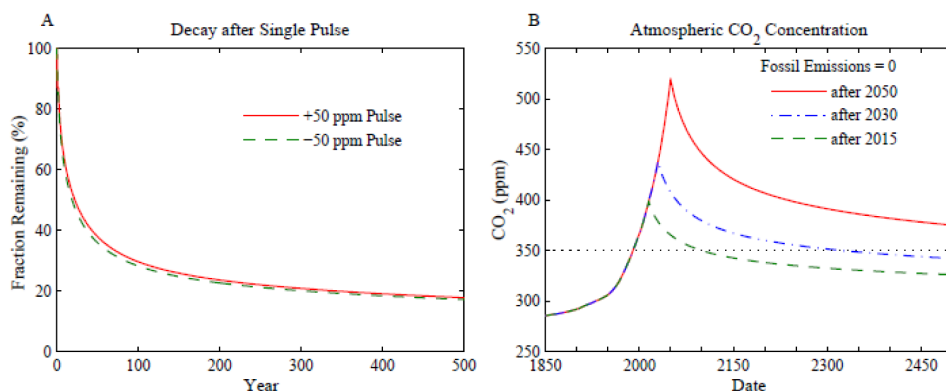 A
Decay after Single Pulse
100
80
60
40
20
0
Fraction Remaining (%)
+50 ppm Pulse
−50 ppm Pulse
0 100 200 300 400 500
Year
B
Atmospheric CO2 Concentration
550
500
450
400
350
300
250
CO2 (ppm)
Fossil Emissions = 0
after 2050
after 2030
after 2015
1850 2000 2150 2300 2450
Date